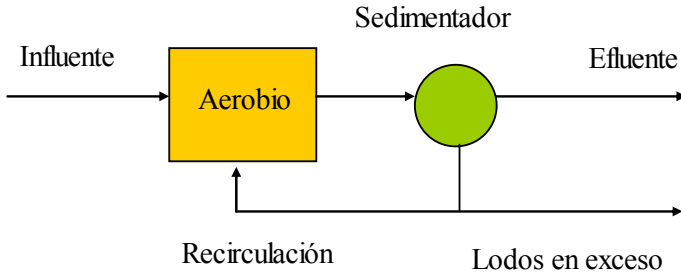 Sedimentador
Influente
Efluente
Aerobio
Recirculación
Lodos en exceso